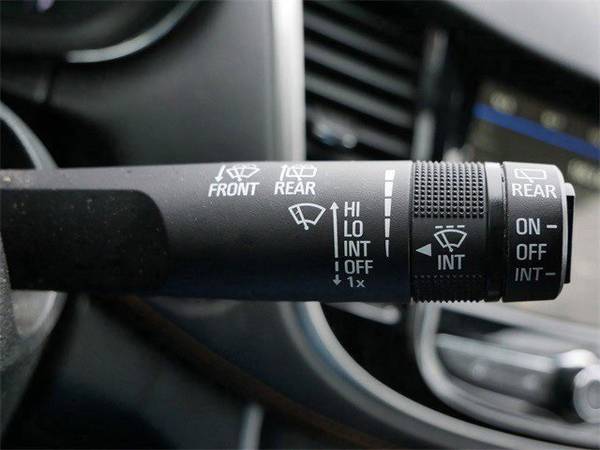 FRONT REAR
HI
LO
INT
OFF
1x
INT
REAR
ON
OFF
INT